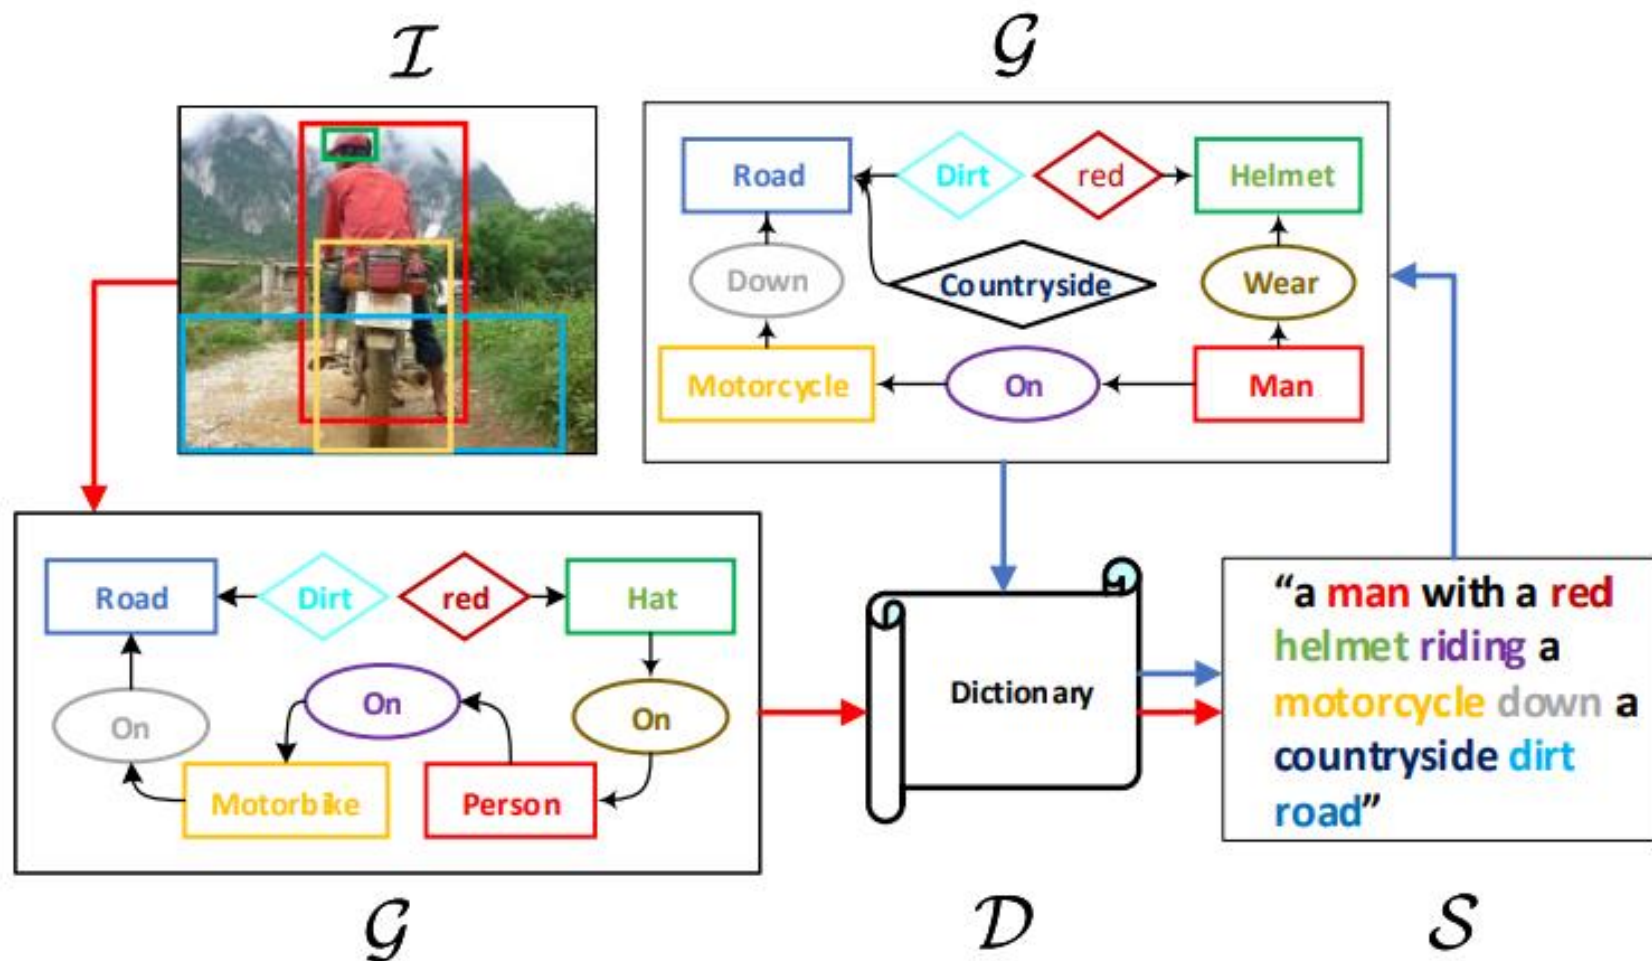 I
G
Road
Dirt
red
Helmet
Down
Countryside
Wear
Motorcycle
On
Man
Road
Dirt
red
Hat
On
On
On
Motorbike
Person
Dictionary
“a man with a red
helmet riding a
motorcycle down a
countryside dirt
road”
G
D
S